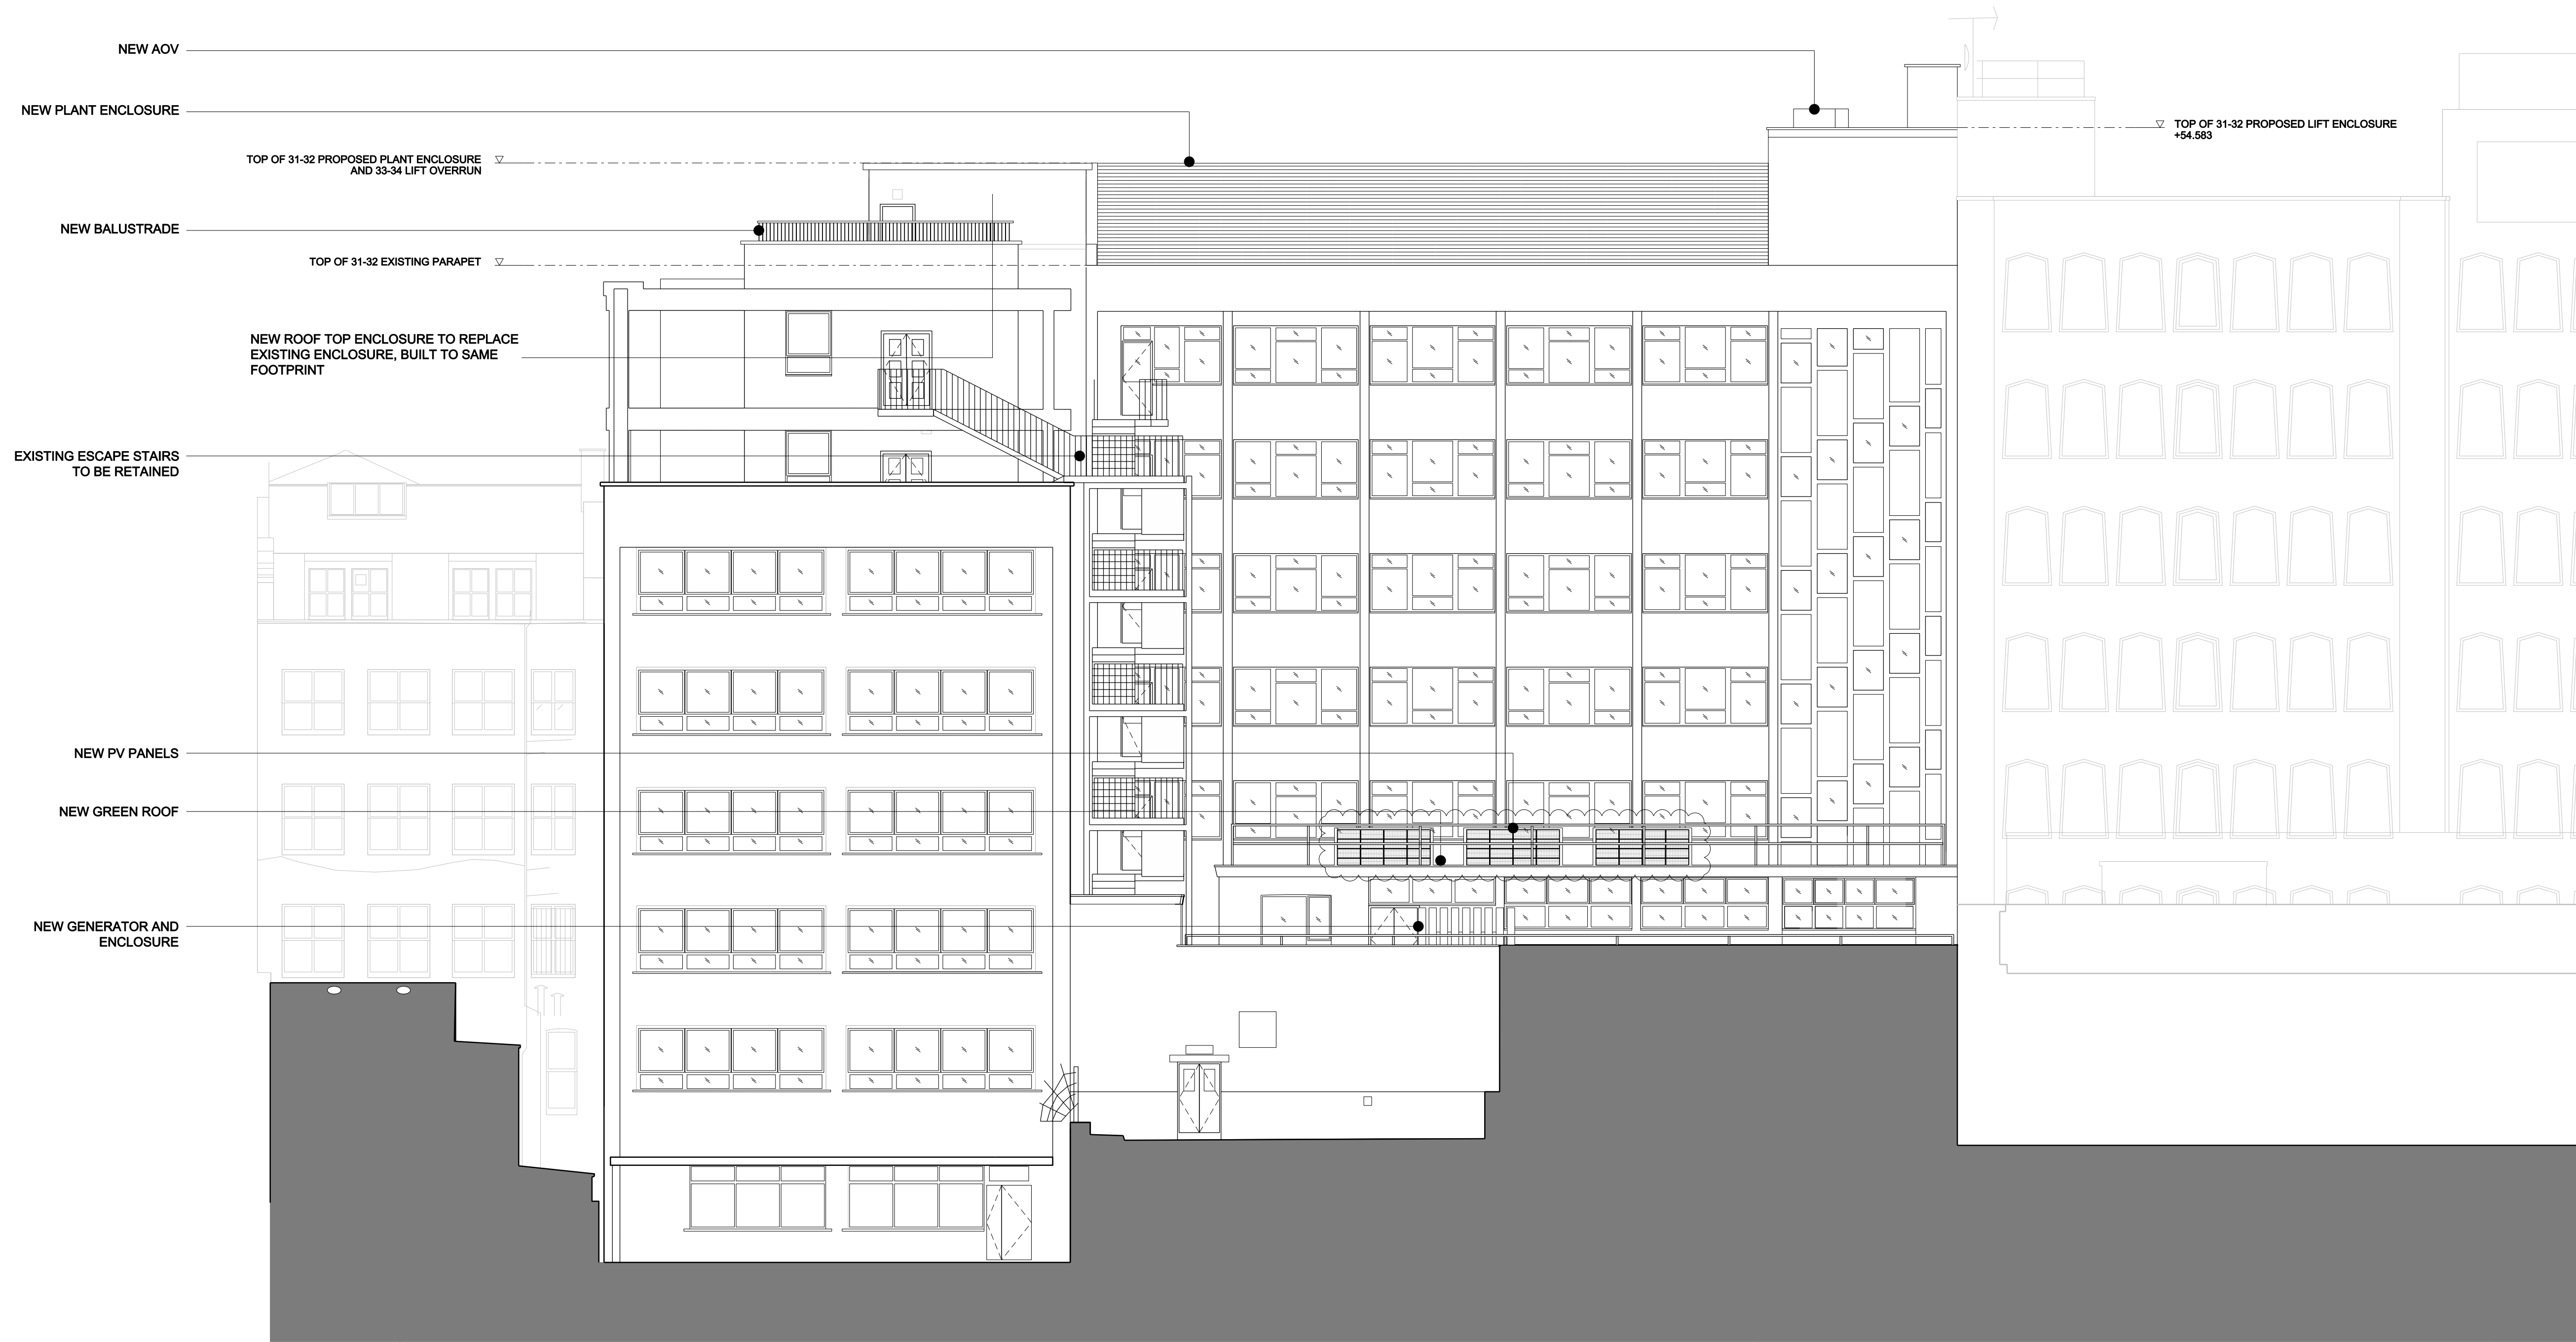 NEW AOV
NEW PLANT ENCLOSURE
TOP OF 31-32 PROPOSED LIFT ENCLOSURE
+54.583
TOP OF 31-32 PROPOSED PLANT ENCLOSURE
AND 33-34 LIFT OVERRUN
NEW BALUSTRADE
TOP OF 31-32 EXISTING PARAPET
NEW ROOF TOP ENCLOSURE TO REPLACE
EXISTING ENCLOSURE, BUILT TO SAME
FOOTPRINT
EXISTING ESCAPE STAIRS
TO BE RETAINED
NEW PV PANELS
NEW GREEN ROOF
NEW GENERATOR AND
ENCLOSURE